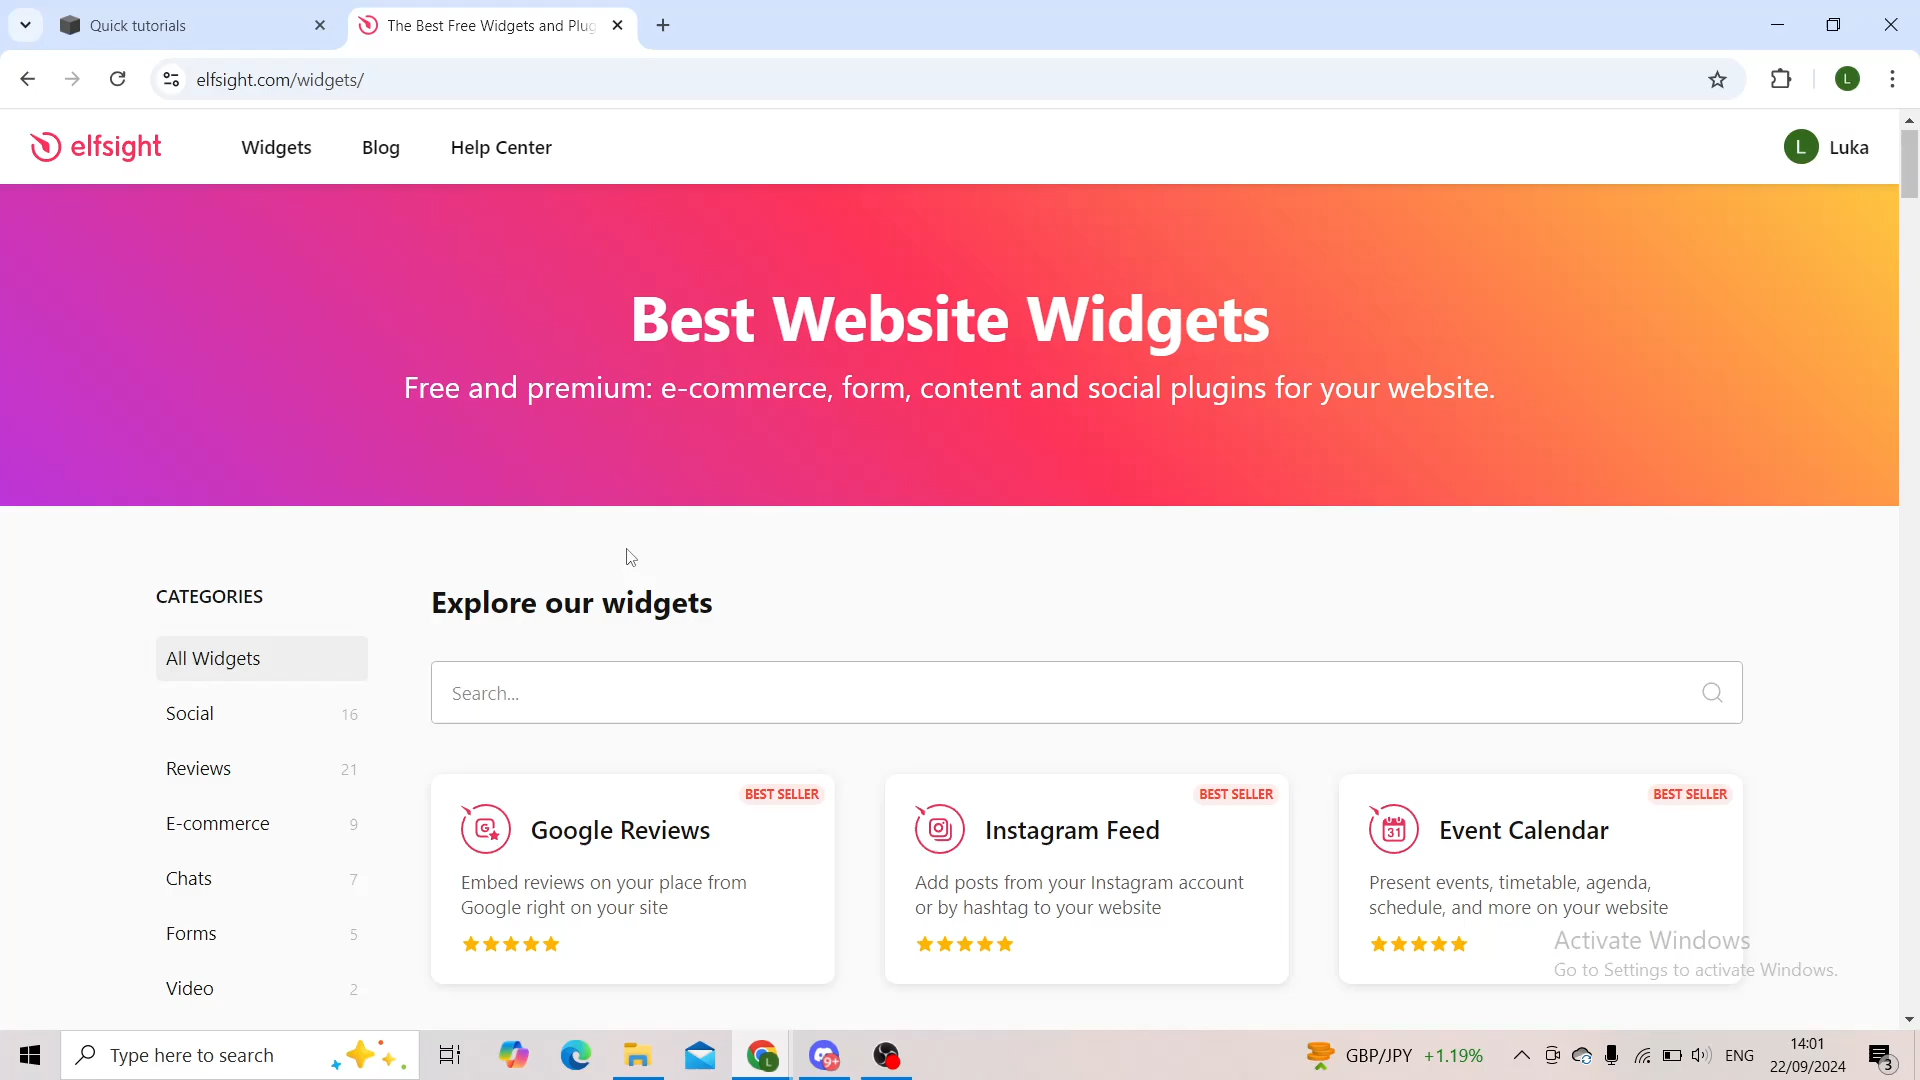 Quick tutorials
The Best Free Widgets and Plug
elfsight.com/widgets/
L
elfsight
Widgets
Blog
Help Center
L
Luka
Best Website Widgets
Free and premium: e-commerce, form, content and social plugins for your website.
CATEGORIES
All Widgets
Social 16
Reviews 21
E-commerce 9
Chats 7
Forms 5
Video 2
Explore our widgets
Search...
BEST SELLER
Google Reviews
Embed reviews on your place from
Google right on your site
BEST SELLER
Instagram Feed
Add posts from your Instagram account
or by hashtag to your website
BEST SELLER
31
Event Calendar
Present events, timetable, agenda,
schedule, and more on your website
Activate Windows
Go to Settings to activate Windows.
Type here to search
L
9+
GBP/JPY +1.19%
ENG
14:01
22/09/2024
3